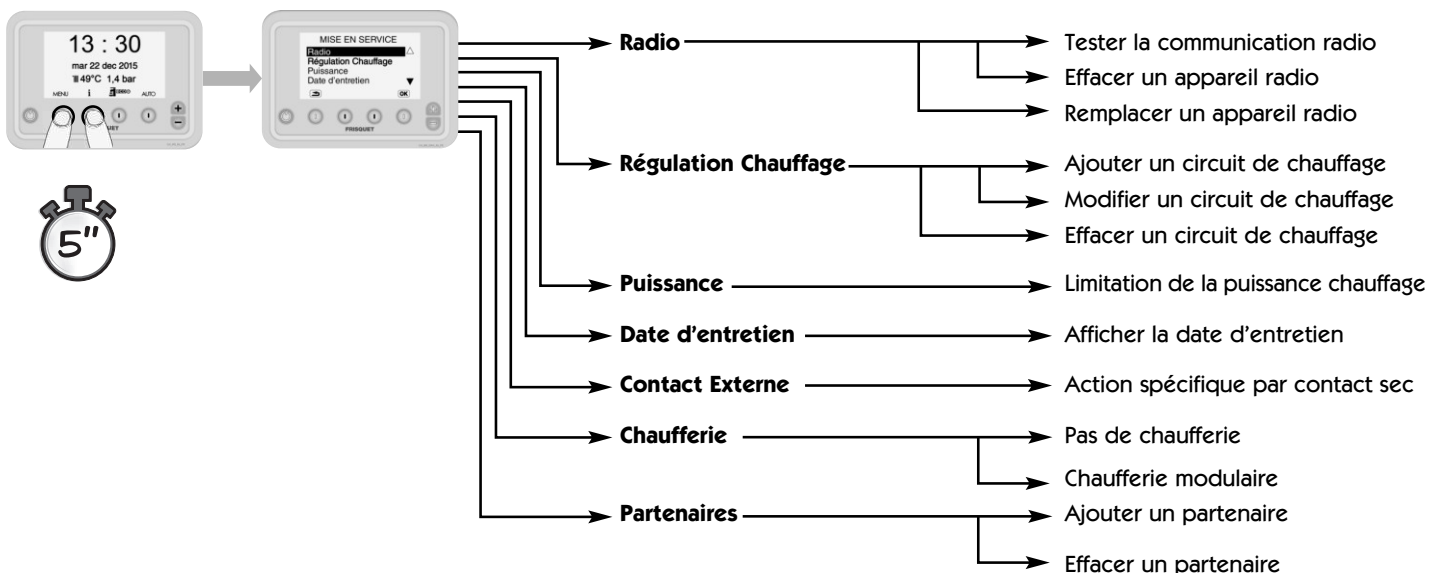 13 : 30
mar 22 dec 2015
49°C 1,4 bar
MENU i AUTO
5"
MISE EN SERVICE
Radio
Régulation Chauffage
Puissance
Date d'entretien
OK
FRISQUET
Radio
Tester la communication radio
Effacer un appareil radio
Remplacer un appareil radio
Régulation Chauffage
Ajouter un circuit de chauffage
Modifier un circuit de chauffage
Effacer un circuit de chauffage
Puissance
Limitation de la puissance chauffage
Date d'entretien
Afficher la date d'entretien
Contact Externe
Action spécifique par contact sec
Chaufferie
Pas de chaufferie
Chaufferie modulaire
Partenaires
Ajouter un partenaire
Effacer un partenaire